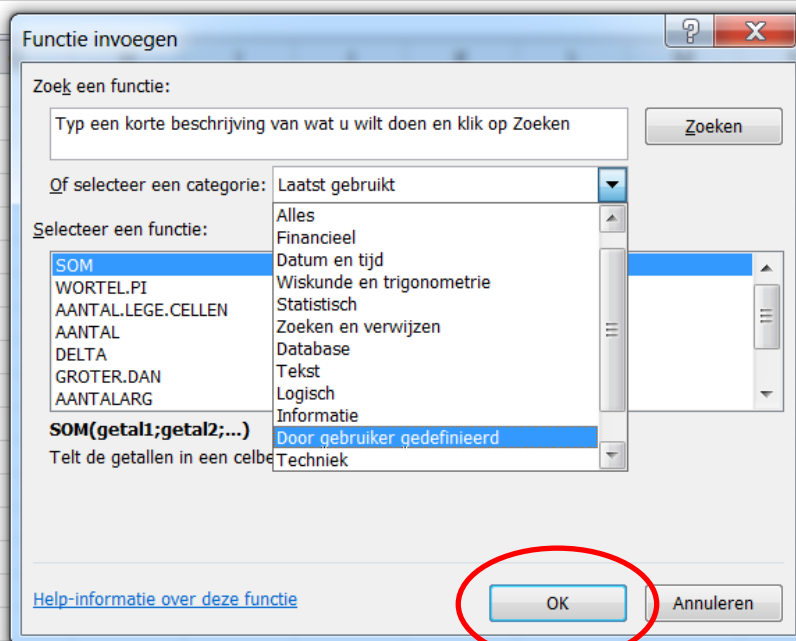 Functie invoegen
Zoek een functie:
Typ een korte beschrijving van wat u wilt doen en klik op Zoeken
Zoeken
Of selecteer een categorie: Laatst gebruikt
Alles
Financieel
Datum en tijd
Wiskunde en trigonometrie
Statistisch
Zoeken en verwijzen
Database
Tekst
Logisch
Informatie
Door gebruiker gedefinieerd
Techniek
Selecteer een functie:
SOM
WORTEL.PI
AANTAL.LEGE.CELLEN
AANTAL
DELTA
GROTER.DAN
AANTALARG
SOM(getal1;getal2;...)
Telt de getallen in een celbe
Help-informatie over deze functie
OK
Annuleren